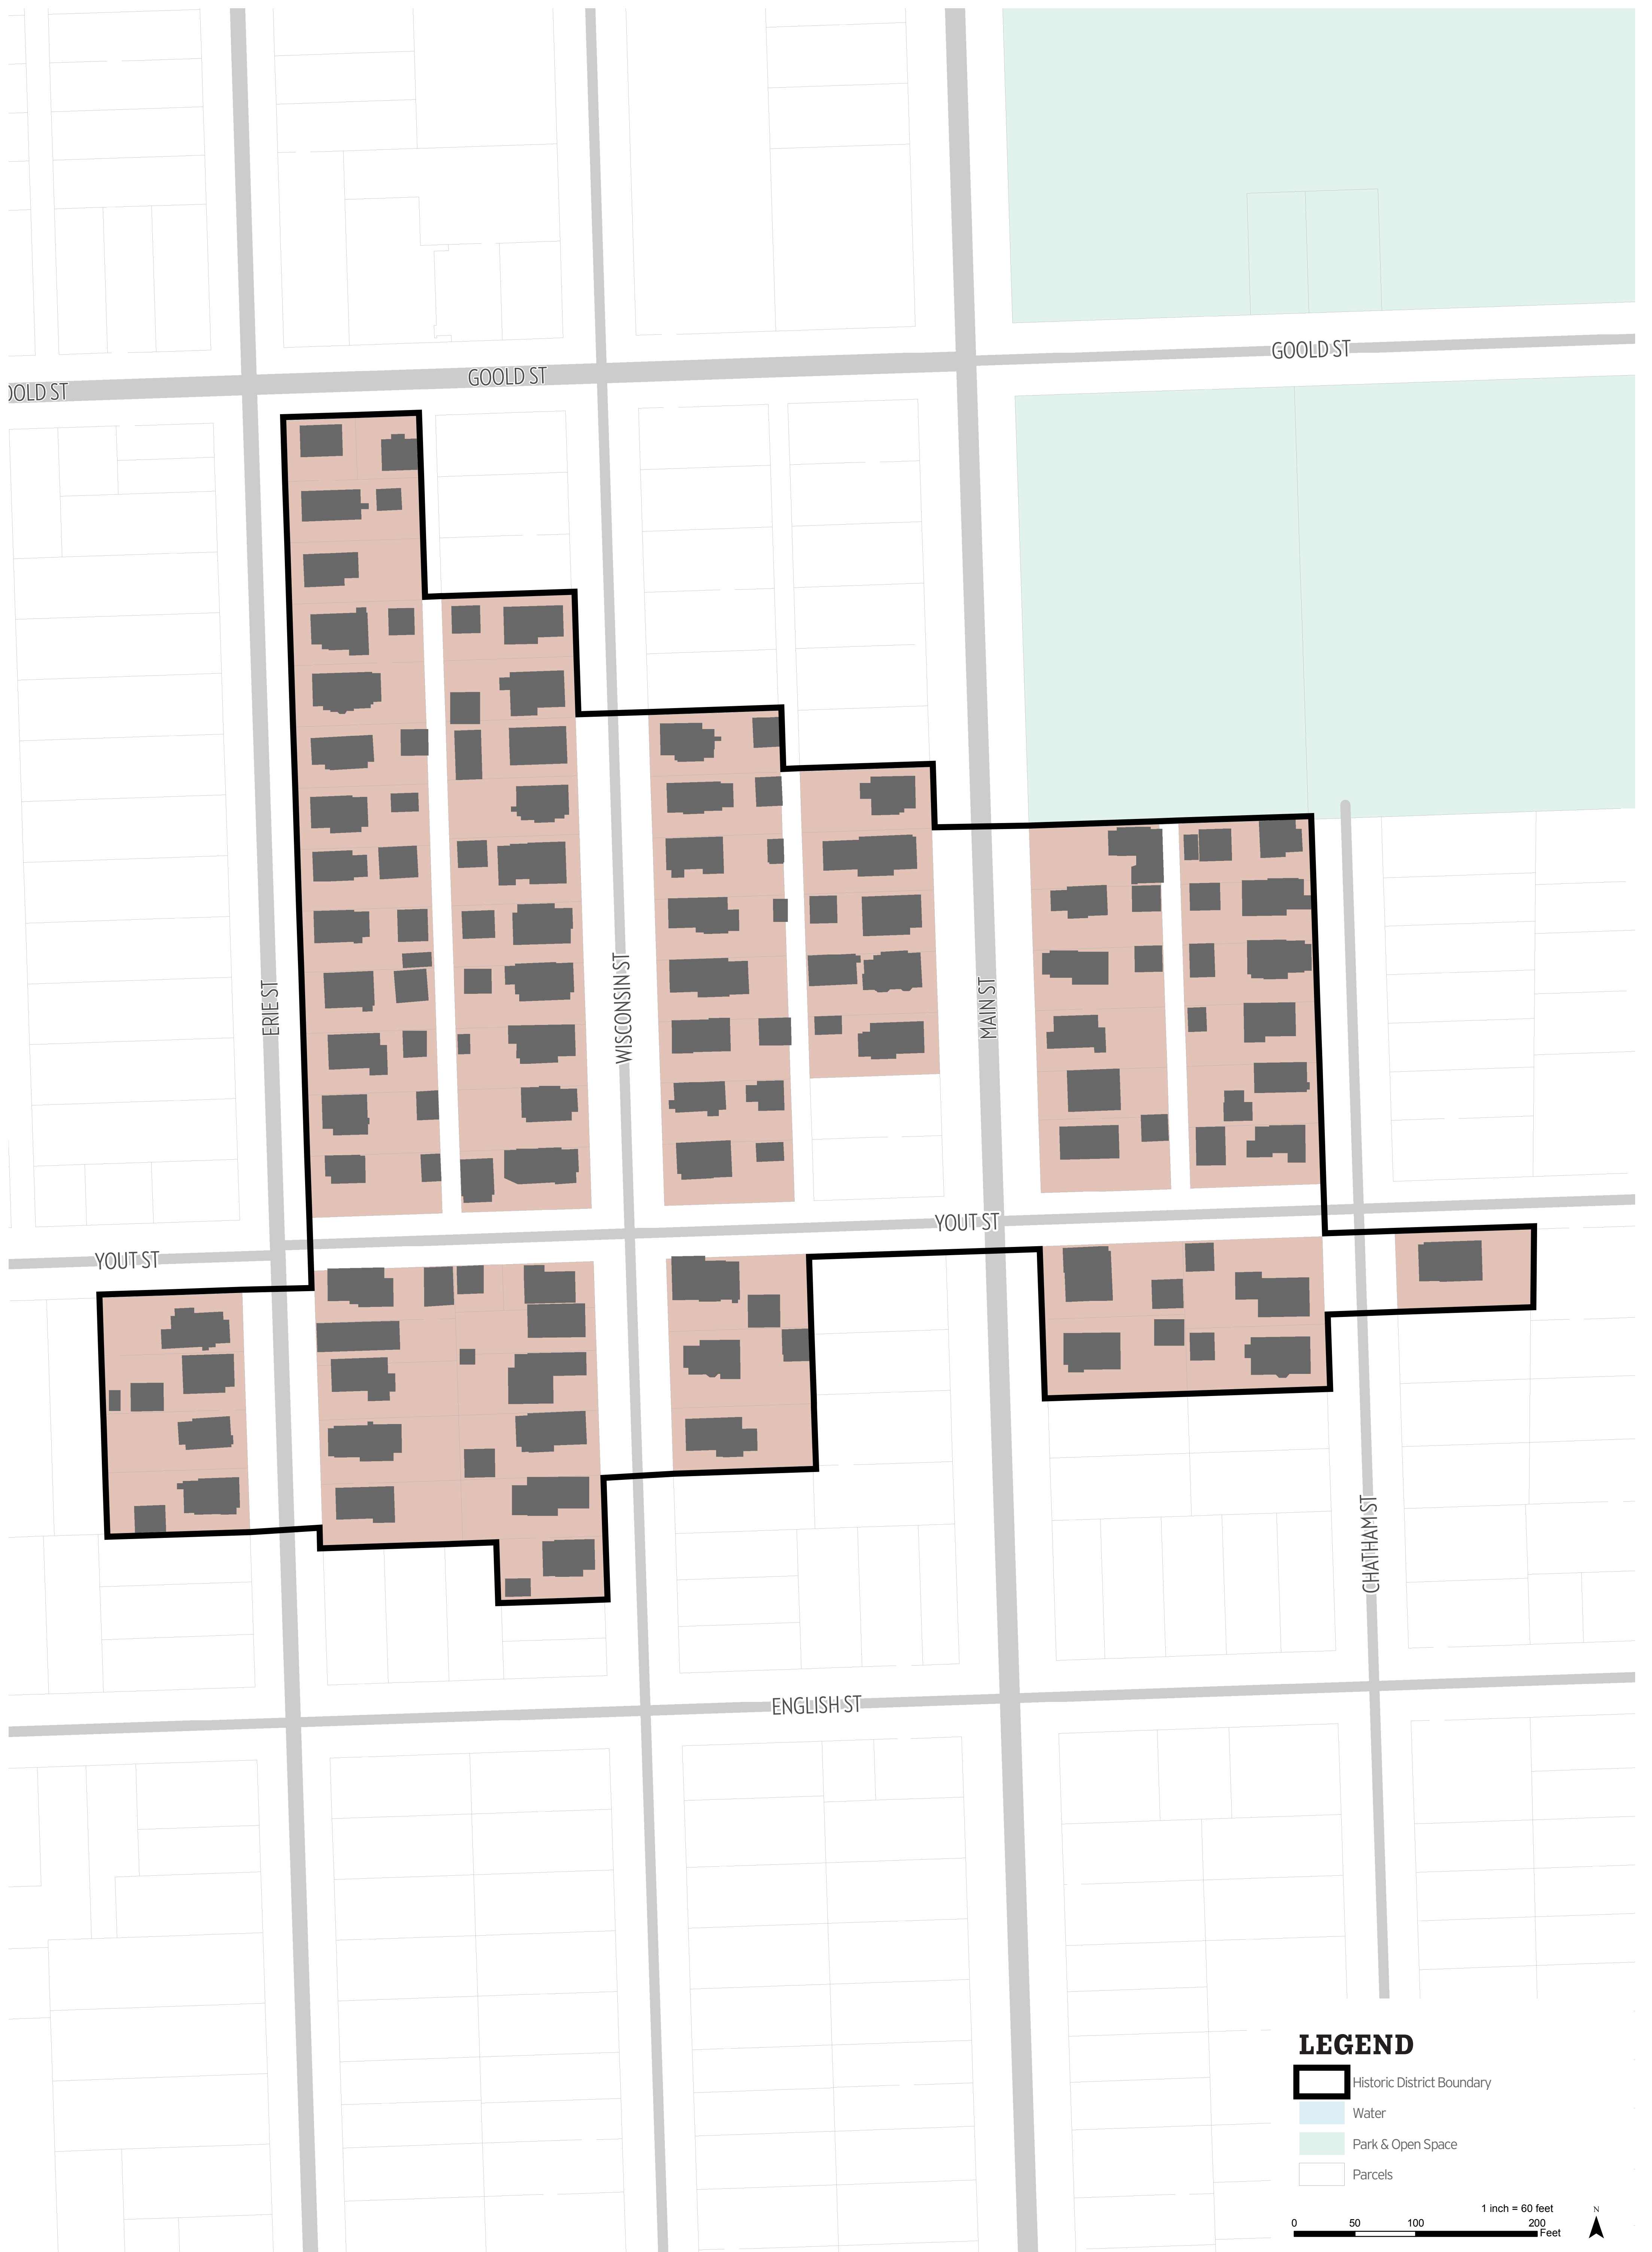 GOOLD ST
GOOLD ST
OOLD ST
ERIE ST
WISCONSIN ST
MAIN ST
YOUT ST
YOUT ST
CHATHAM ST
ENGLISH ST
LEGEND
Historic District Boundary
Water
Park & Open Space
Parcels
1 inch = 60 feet
N
0 50 100 200
Feet